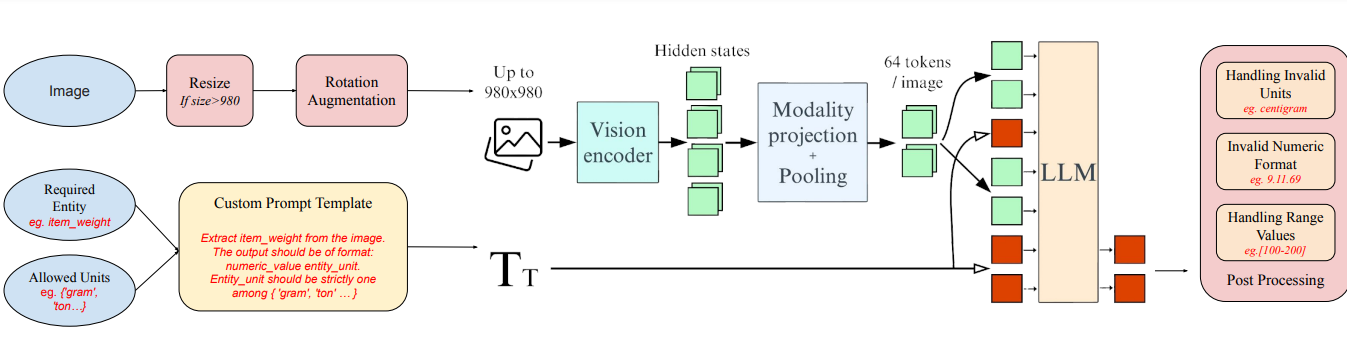 Image
Resize
If size>980
Rotation
Augmentation
Up to
980x980
Vision
encoder
Hidden states
Modality
projection
+
Pooling
64 tokens
/ image
LLM
Required
Entity
eg. item_weight
Allowed Units
eg. {'gram',
'ton…}
Custom Prompt Template
Extract item_weight from the image.
The output should be of format:
numeric_value entity_unit.
Entity_unit should be strictly one
among { 'gram', 'ton' … }
TT
Handling Invalid
Units
eg. centigram
Invalid Numeric
Format
eg. 9.11.69
Handling Range
Values
eg.[100-200]
Post Processing